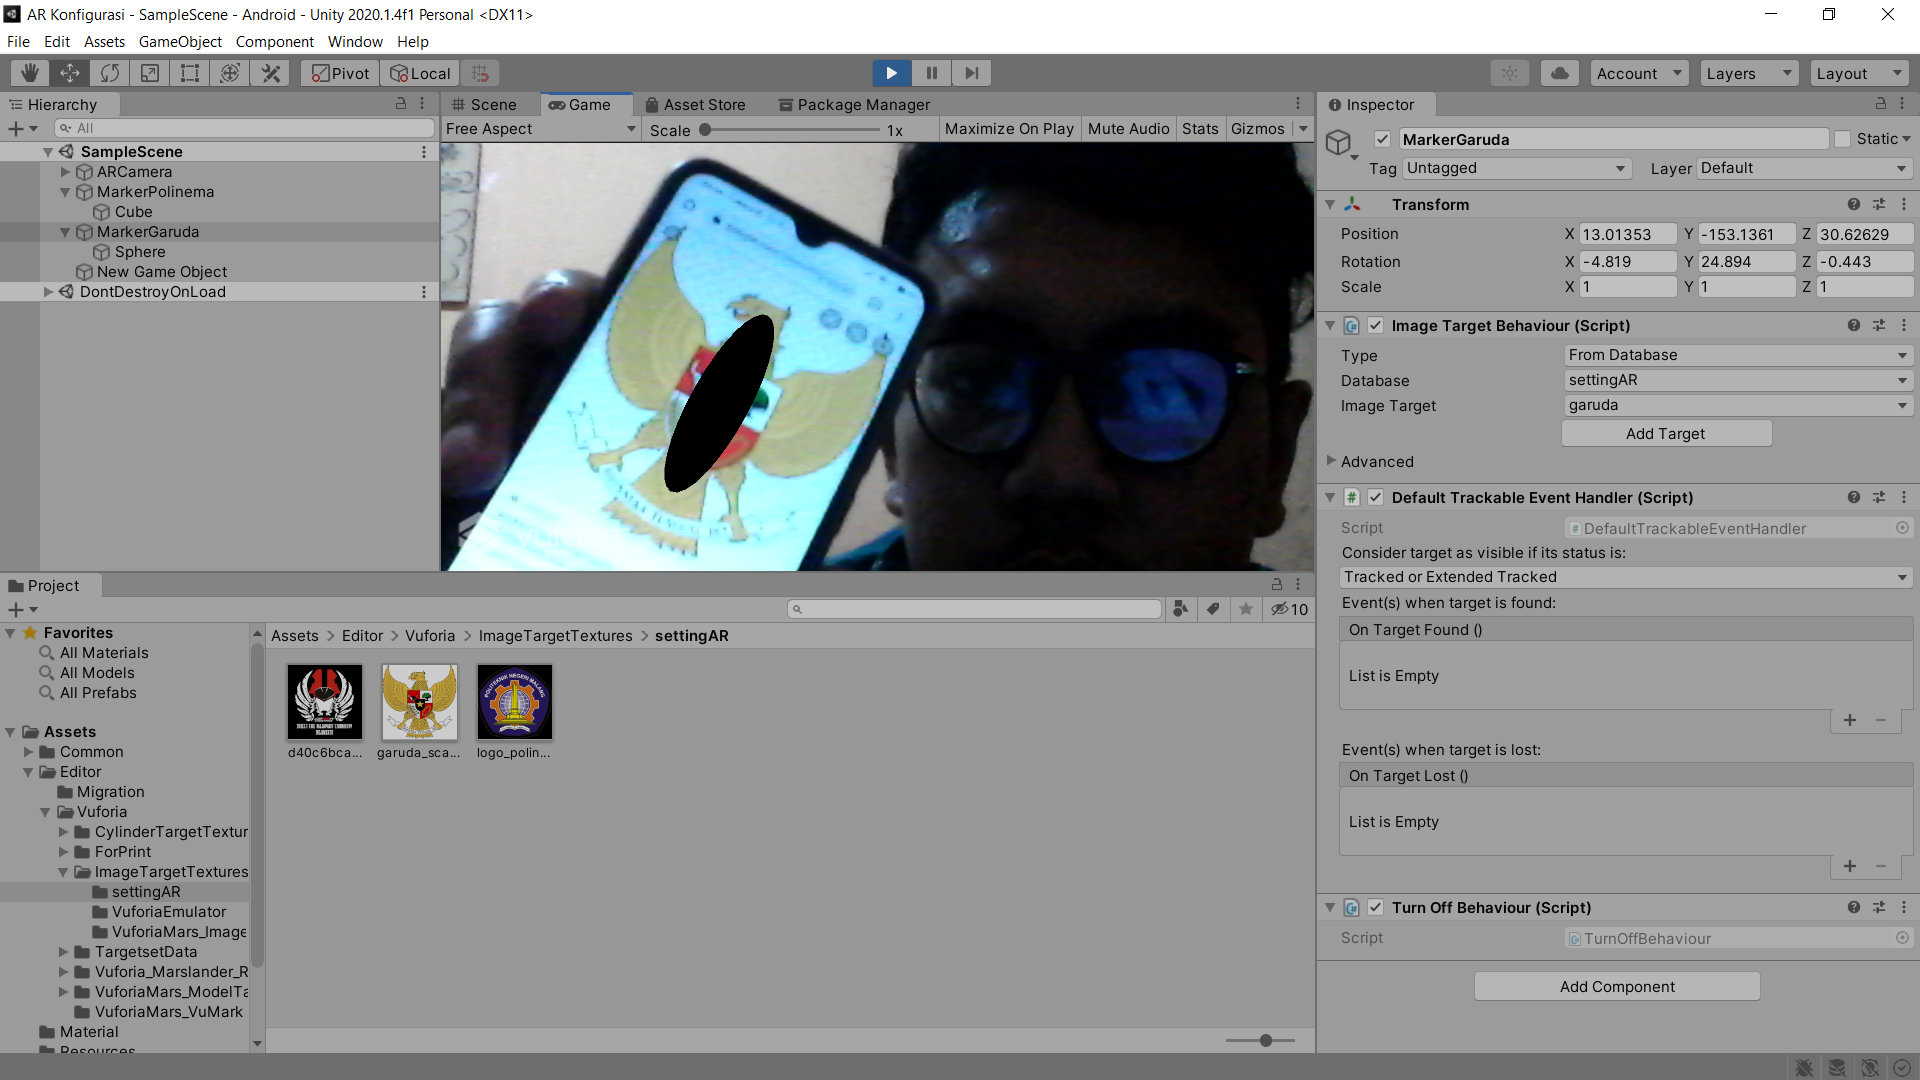 AR Konfigurasi - SampleScene - Android - Unity 2020.1.4f1 Personal <DX11>
File Edit Assets GameObject Component Window Help
Pivot Local Account Layers Layout
Hierarchy
All
SampleScene
ARCamera
MarkerPolinema
Cube
MarkerGaruda
Sphere
New Game Object
DontDestroyOnLoad
Scene Game Asset Store Package Manager
Free Aspect Scale 1x Maximize On Play Mute Audio Stats Gizmos
Inspector
MarkerGaruda Static
Tag Untagged Layer Default
Transform
Position X 13.01353 Y -153.1361 Z 30.62629
Rotation X -4.819 Y 24.894 Z -0.443
Scale X 1 Y 1 Z 1
Image Target Behaviour (Script)
Type From Database
Database settingAR
Image Target garuda
Add Target
Advanced
Default Trackable Event Handler (Script)
Script DefaultTrackableEventHandler
Consider target as visible if its status is:
Tracked or Extended Tracked
Event(s) when target is found:
On Target Found ()
List is Empty
Event(s) when target is lost:
On Target Lost ()
List is Empty
Turn Off Behaviour (Script)
Script TurnOffBehaviour
Add Component
Project
10
Favorites
All Materials
All Models
All Prefabs
Assets
Common
Editor
Migration
Vuforia
CylinderTargetTextur
ForPrint
ImageTargetTextures
settingAR
VuforiaEmulator
VuforiaMars_Image
TargetsetData
Vuforia_Marslander_R
VuforiaMars_ModelTa
VuforiaMars_VuMark
Material
Resources
Assets > Editor > Vuforia > ImageTargetTextures > settingAR
POLITEKNIK NEGERI MALANG
d40c6bca... garuda_sca... logo_polin...